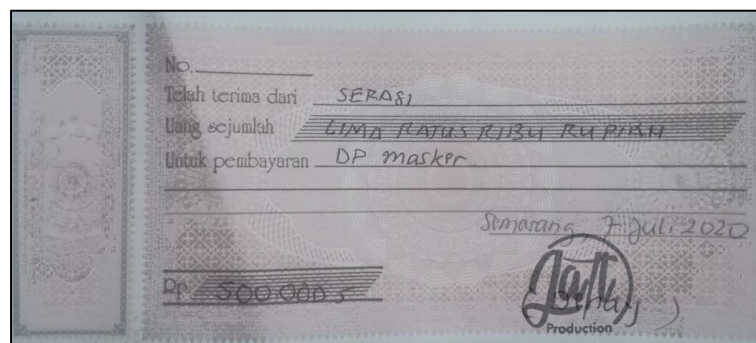 No.
Telah terima dari SERASI
Uang sejumlah LIMA RATUS RIBU RUPIAH
Untuk pembayaran DP masker
Semarang, 7 Juli 2020
Rp. 500.000
Production